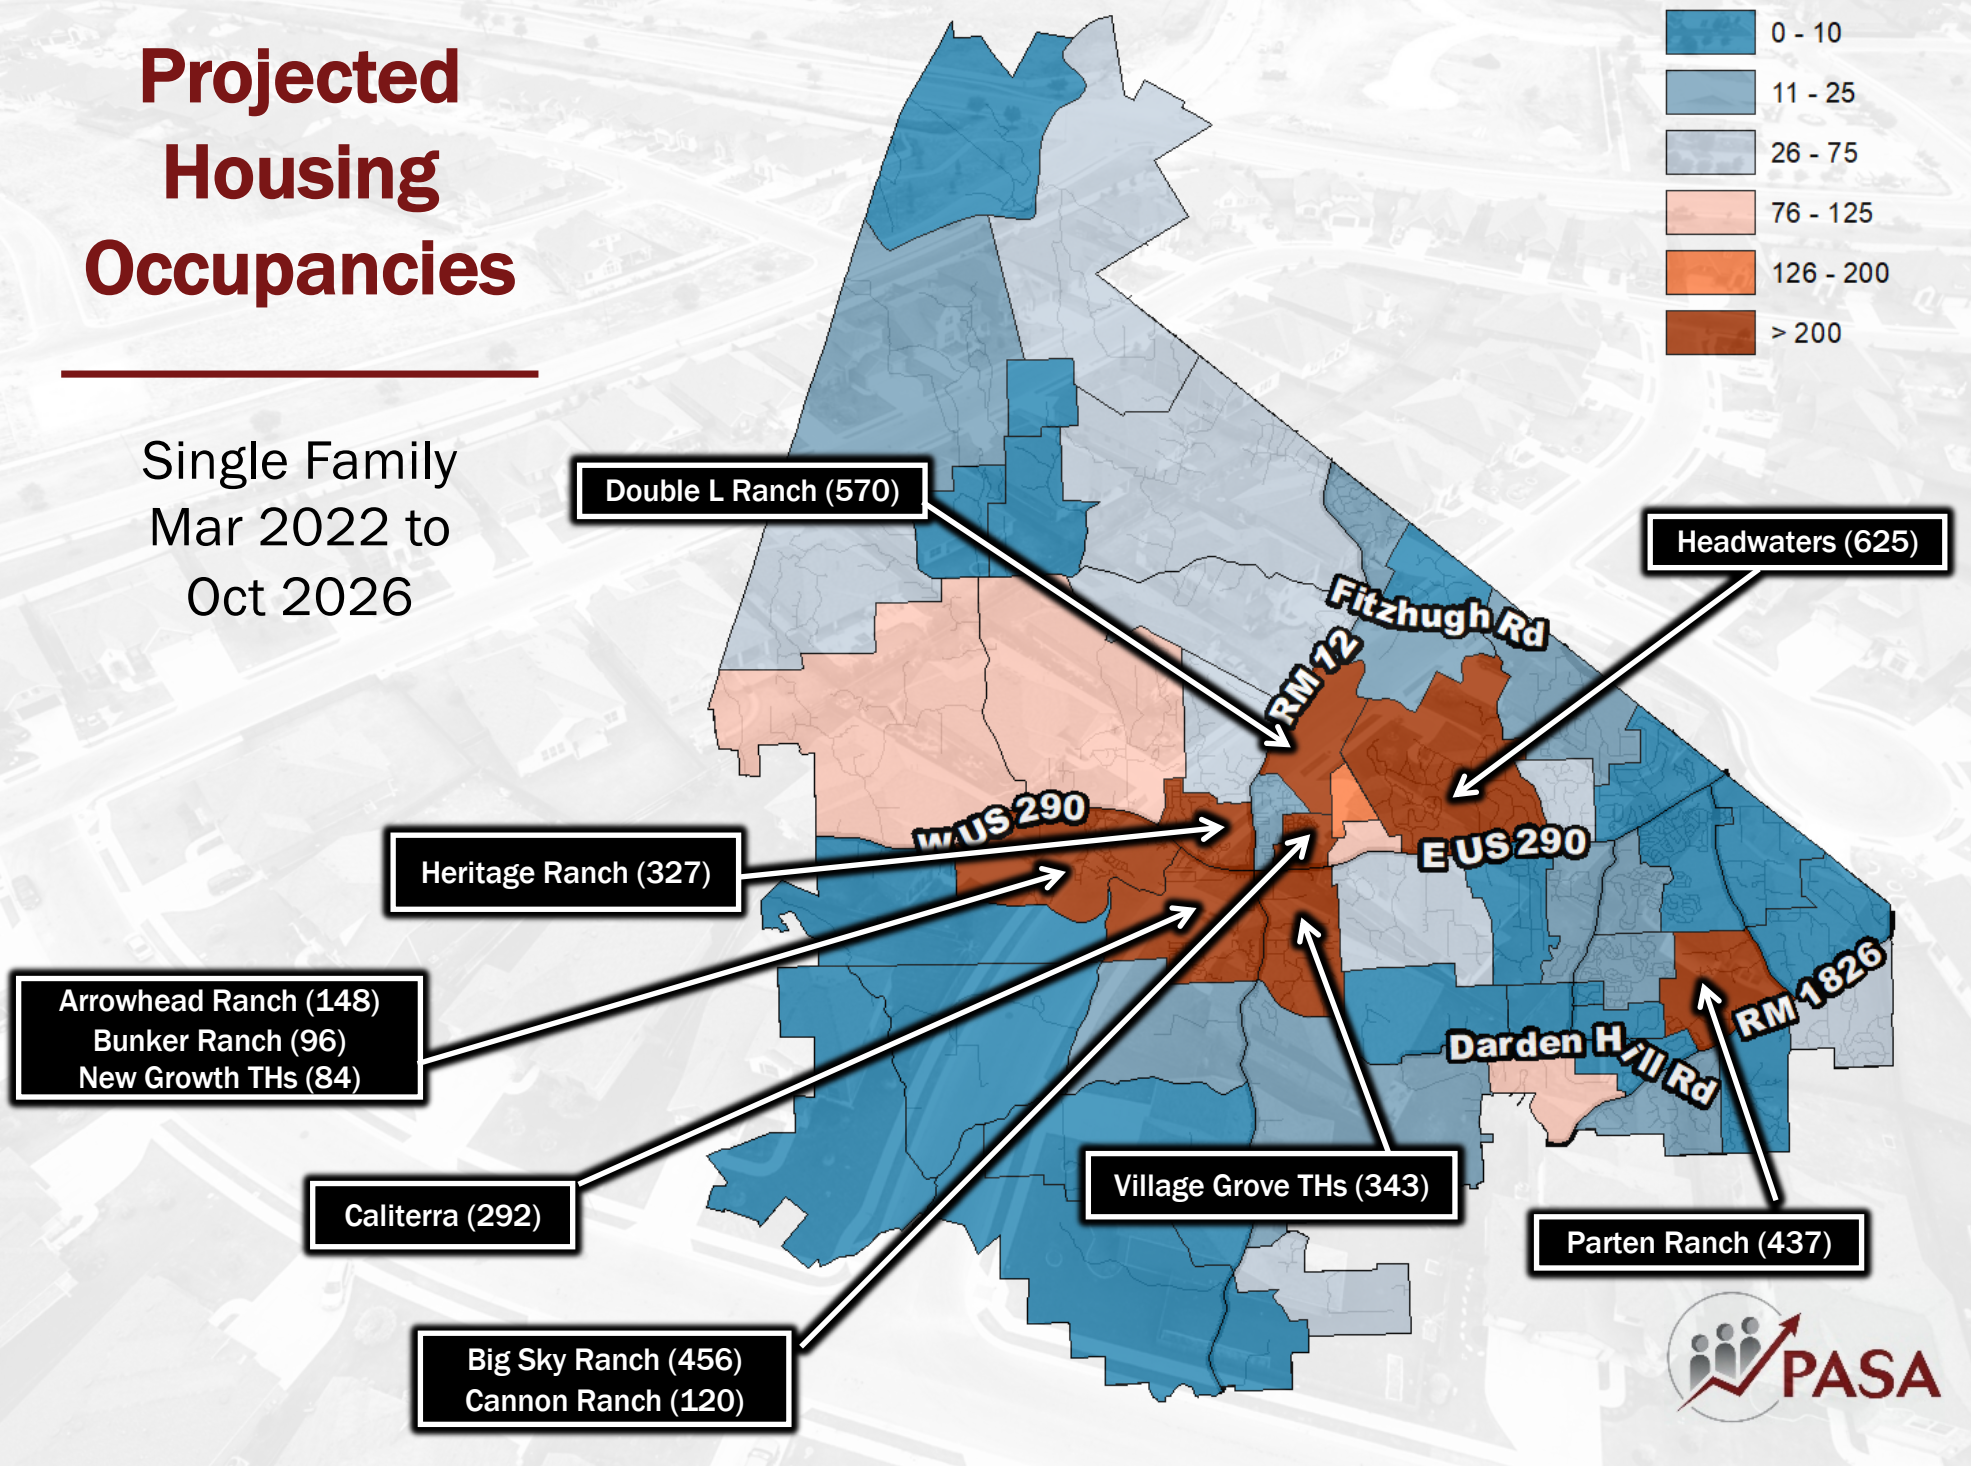 Projected
Housing
Occupancies
Single Family
Mar 2022 to
Oct 2026
0 - 10
11 - 25
26 - 75
76 - 125
126 - 200
> 200
Double L Ranch (570)
Headwaters (625)
Fitzhugh Rd
RM 12
W US 290
E US 290
Heritage Ranch (327)
Arrowhead Ranch (148)
Bunker Ranch (96)
New Growth THs (84)
RM 1826
Darden Hill Rd
Caliterra (292)
Village Grove THs (343)
Parten Ranch (437)
Big Sky Ranch (456)
Cannon Ranch (120)
PASA